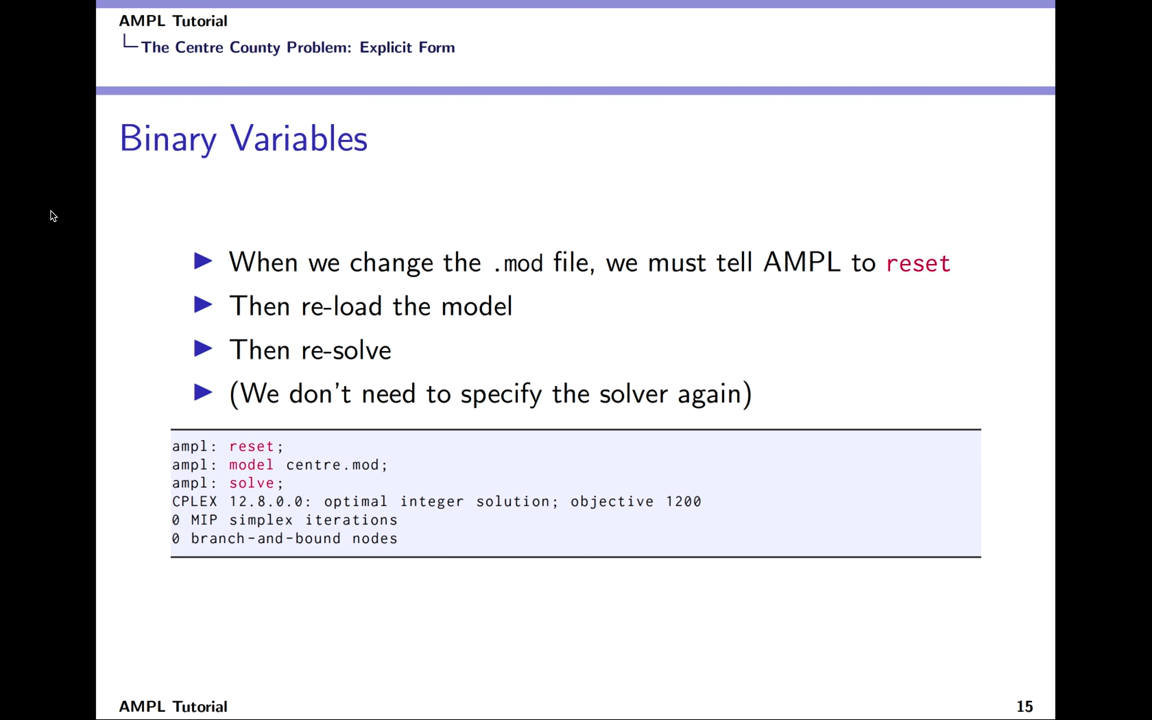 AMPL Tutorial
The Centre County Problem: Explicit Form
Binary Variables
When we change the .mod file, we must tell AMPL to reset
Then re-load the model
Then re-solve
(We don't need to specify the solver again)
ampl: reset;
ampl: model centre.mod;
ampl: solve;
CPLEX 12.8.0.0: optimal integer solution; objective 1200
0 MIP simplex iterations
0 branch-and-bound nodes
AMPL Tutorial 15